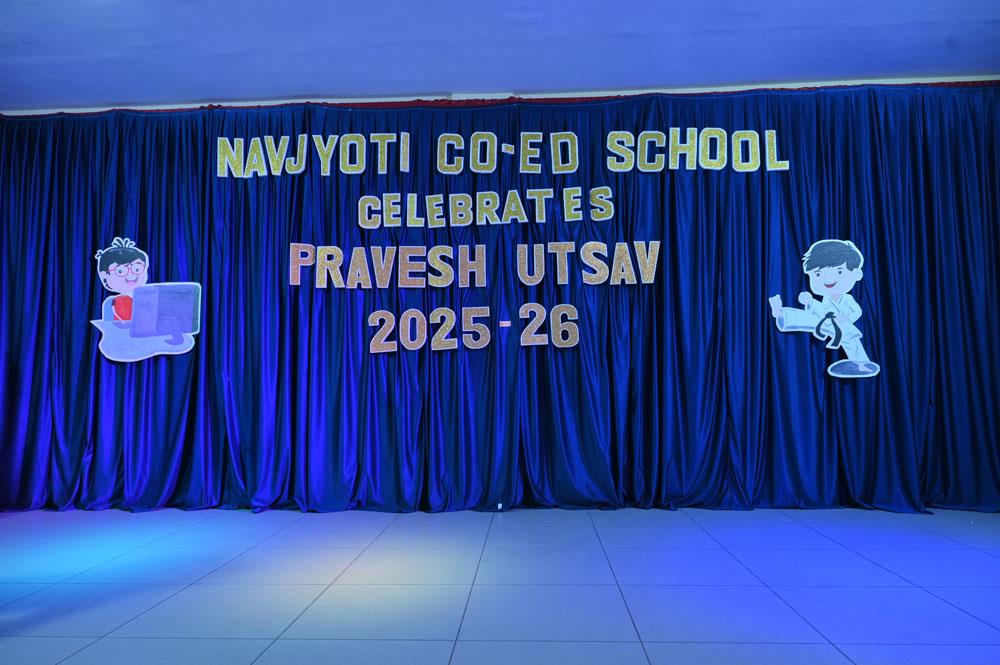 NAVJYOTI CO-ED SCHOOL
CELEBRATES
PRAVESH UTSAV
2025-26